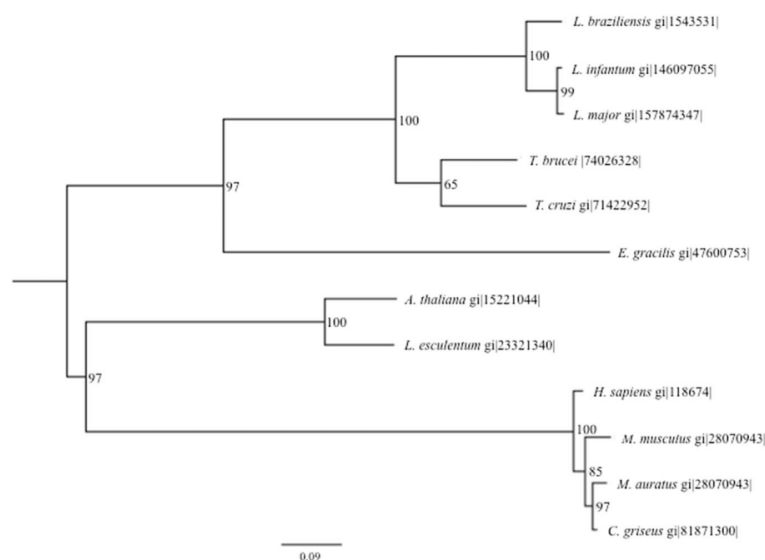 L. braziliensis gi|1543531|
100
L. infantum gi|146097055|
99
L. major gi|157874347|
100
T. brucei |74026328|
65
97
T. cruzi gi|71422952|
E. gracilis gi|47600753|
A. thaliana gi|15221044|
100
L. esculentum gi|23321340|
97
H. sapiens gi|118674|
100
M. musculus gi|28070943|
85
M. auratus gi|28070943|
97
C. griseus gi|81871300|
0.09